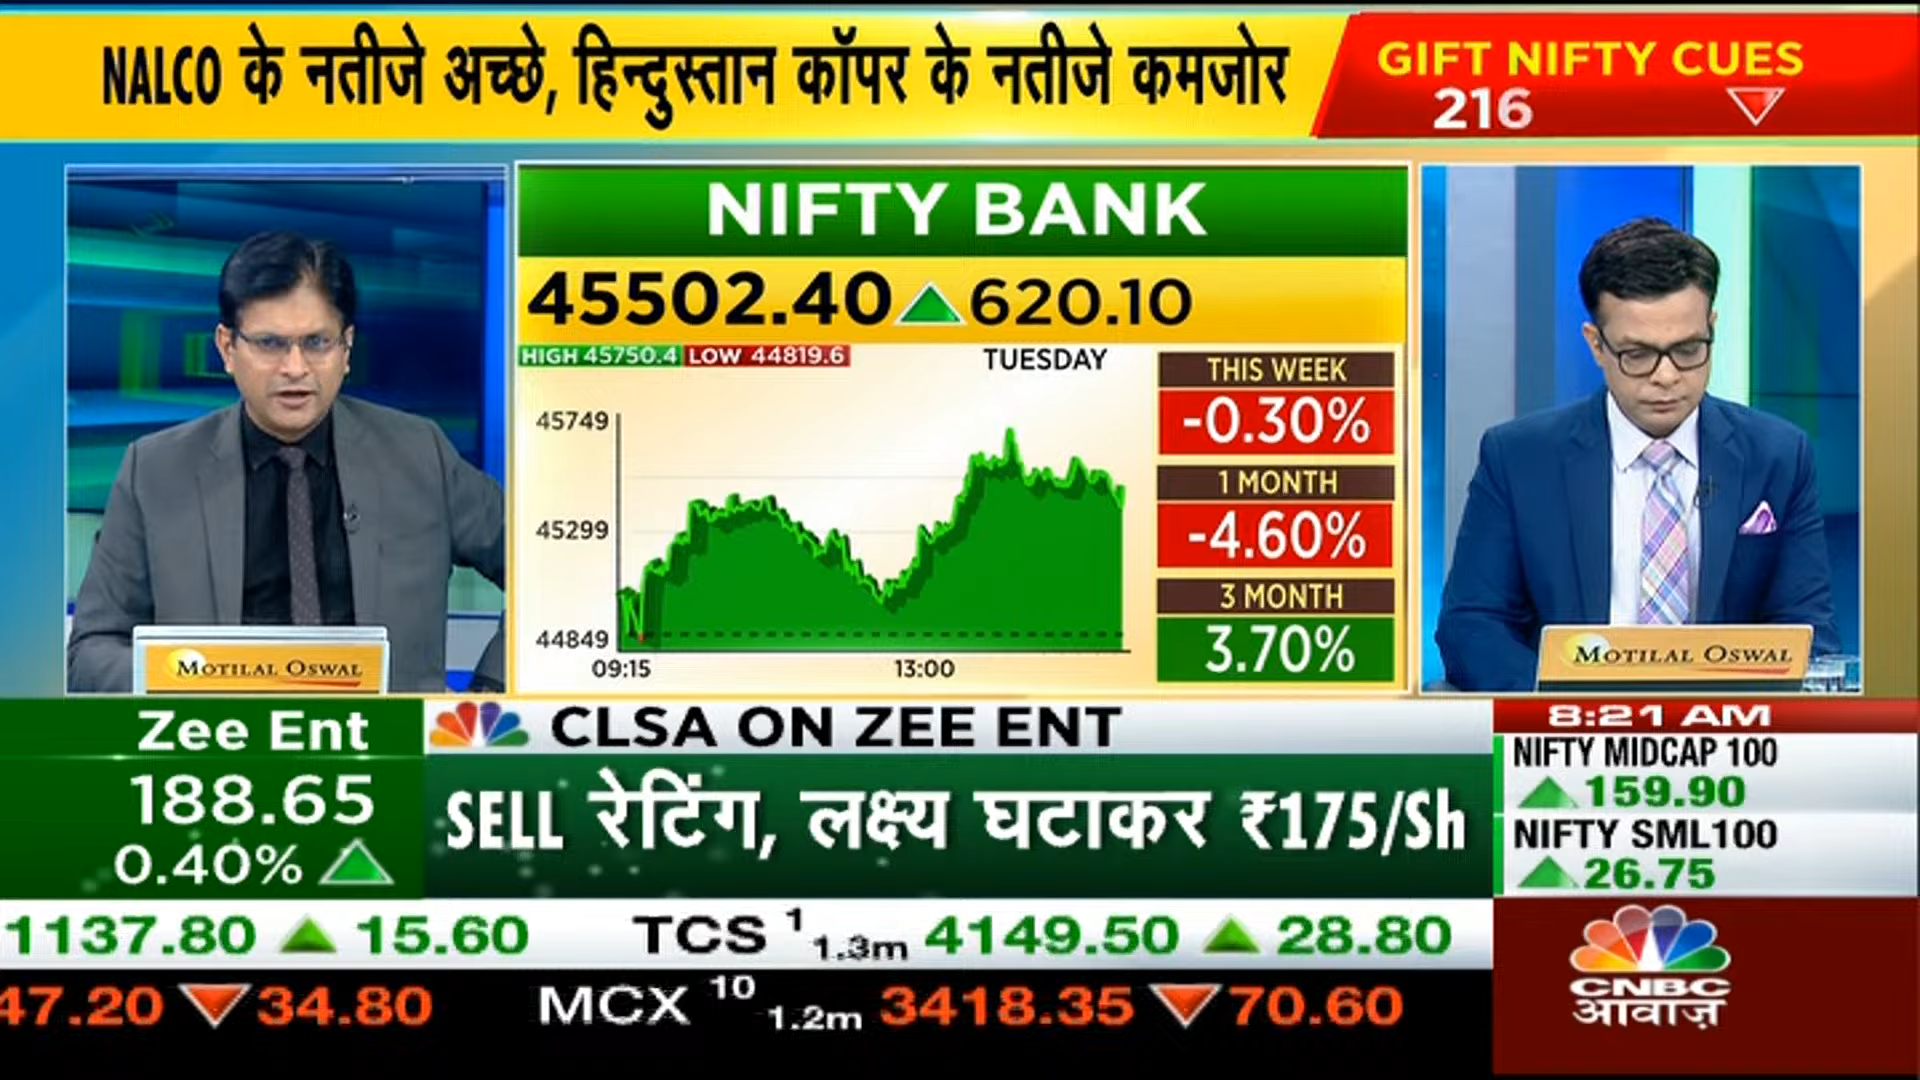 NALCO के नतीजे अच्छे, हिन्दुस्तान कॉपर के नतीजे कमजोर
GIFT NIFTY CUES
216
NIFTY BANK
45502.40 620.10
HIGH 45750.4 LOW 44819.6
TUESDAY
45749
45299
44849
09:15 13:00
THIS WEEK
-0.30%
1 MONTH
-4.60%
3 MONTH
3.70%
MOTILAL OSWAL
MOTILAL OSWAL
Zee Ent
188.65
0.40%
CLSA ON ZEE ENT
SELL रेटिंग, लक्ष्य घटाकर ₹175/Sh
8:21 AM
NIFTY MIDCAP 100
159.90
NIFTY SML100
26.75
1137.80 15.60 TCS 1 1.3m 4149.50 28.80
47.20 34.80 MCX 10 1.2m 3418.35 70.60
CNBC
आवाज़